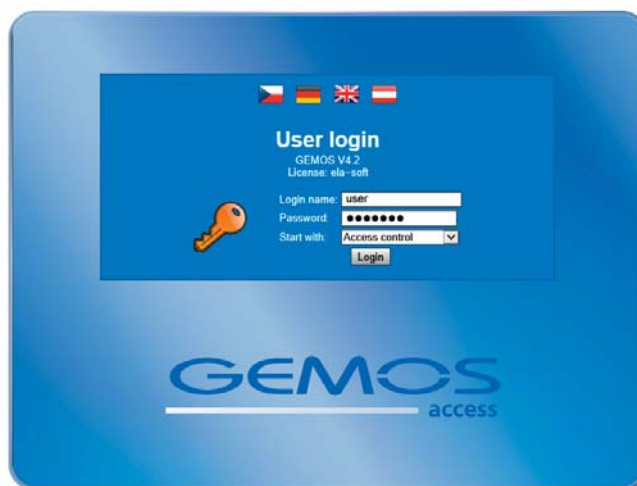 User login
GEMOS V4.2
License: ela-soft
Login name: user
Password: ●●●●●●●
Start with: Access control
Login
GEMOS
access